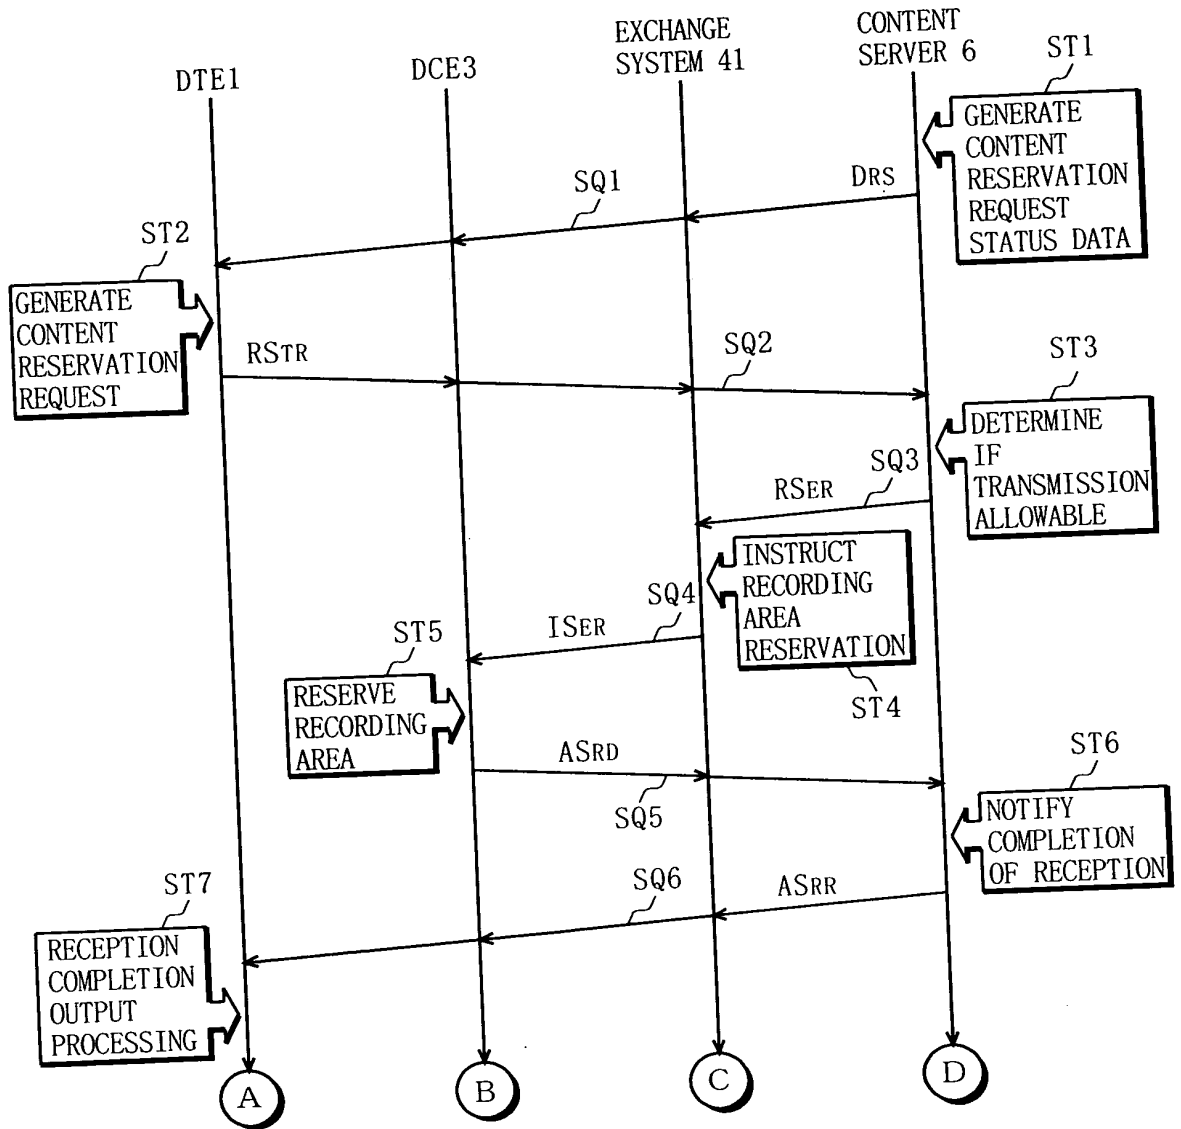 DTE1
DCE3
EXCHANGE
SYSTEM 41
CONTENT
SERVER 6
ST1
GENERATE
CONTENT
RESERVATION
REQUEST
STATUS DATA
DRS
SQ1
ST2
GENERATE
CONTENT
RESERVATION
REQUEST
RSTR
SQ2
ST3
DETERMINE
IF
TRANSMISSION
ALLOWABLE
SQ3
RSER
INSTRUCT
RECORDING
AREA
RESERVATION
ST4
SQ4
ISER
ST5
RESERVE
RECORDING
AREA
ASRD
SQ5
ST6
NOTIFY
COMPLETION
OF RECEPTION
ASRR
SQ6
ST7
RECEPTION
COMPLETION
OUTPUT
PROCESSING
A
B
C
D